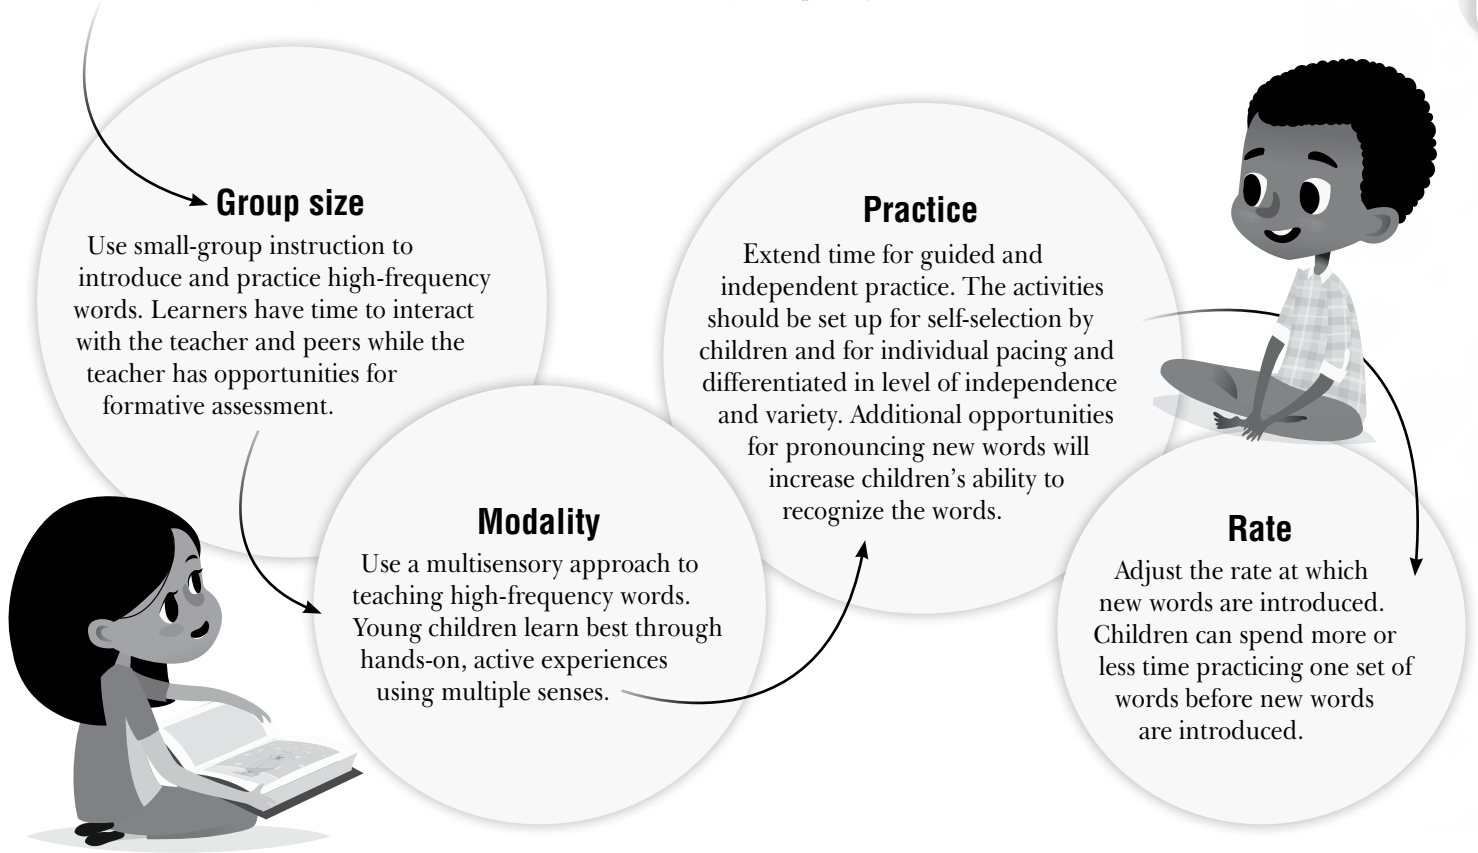 Group size
Use small-group instruction to
introduce and practice high-frequency
words. Learners have time to interact
with the teacher and peers while the
teacher has opportunities for
formative assessment.
Modality
Use a multisensory approach to
teaching high-frequency words.
Young children learn best through
hands-on, active experiences
using multiple senses.
Practice
Extend time for guided and
independent practice. The activities
should be set up for self-selection by
children and for individual pacing and
differentiated in level of independence
and variety. Additional opportunities
for pronouncing new words will
increase children’s ability to
recognize the words.
Rate
Adjust the rate at which
new words are introduced.
Children can spend more or
less time practicing one set of
words before new words
are introduced.